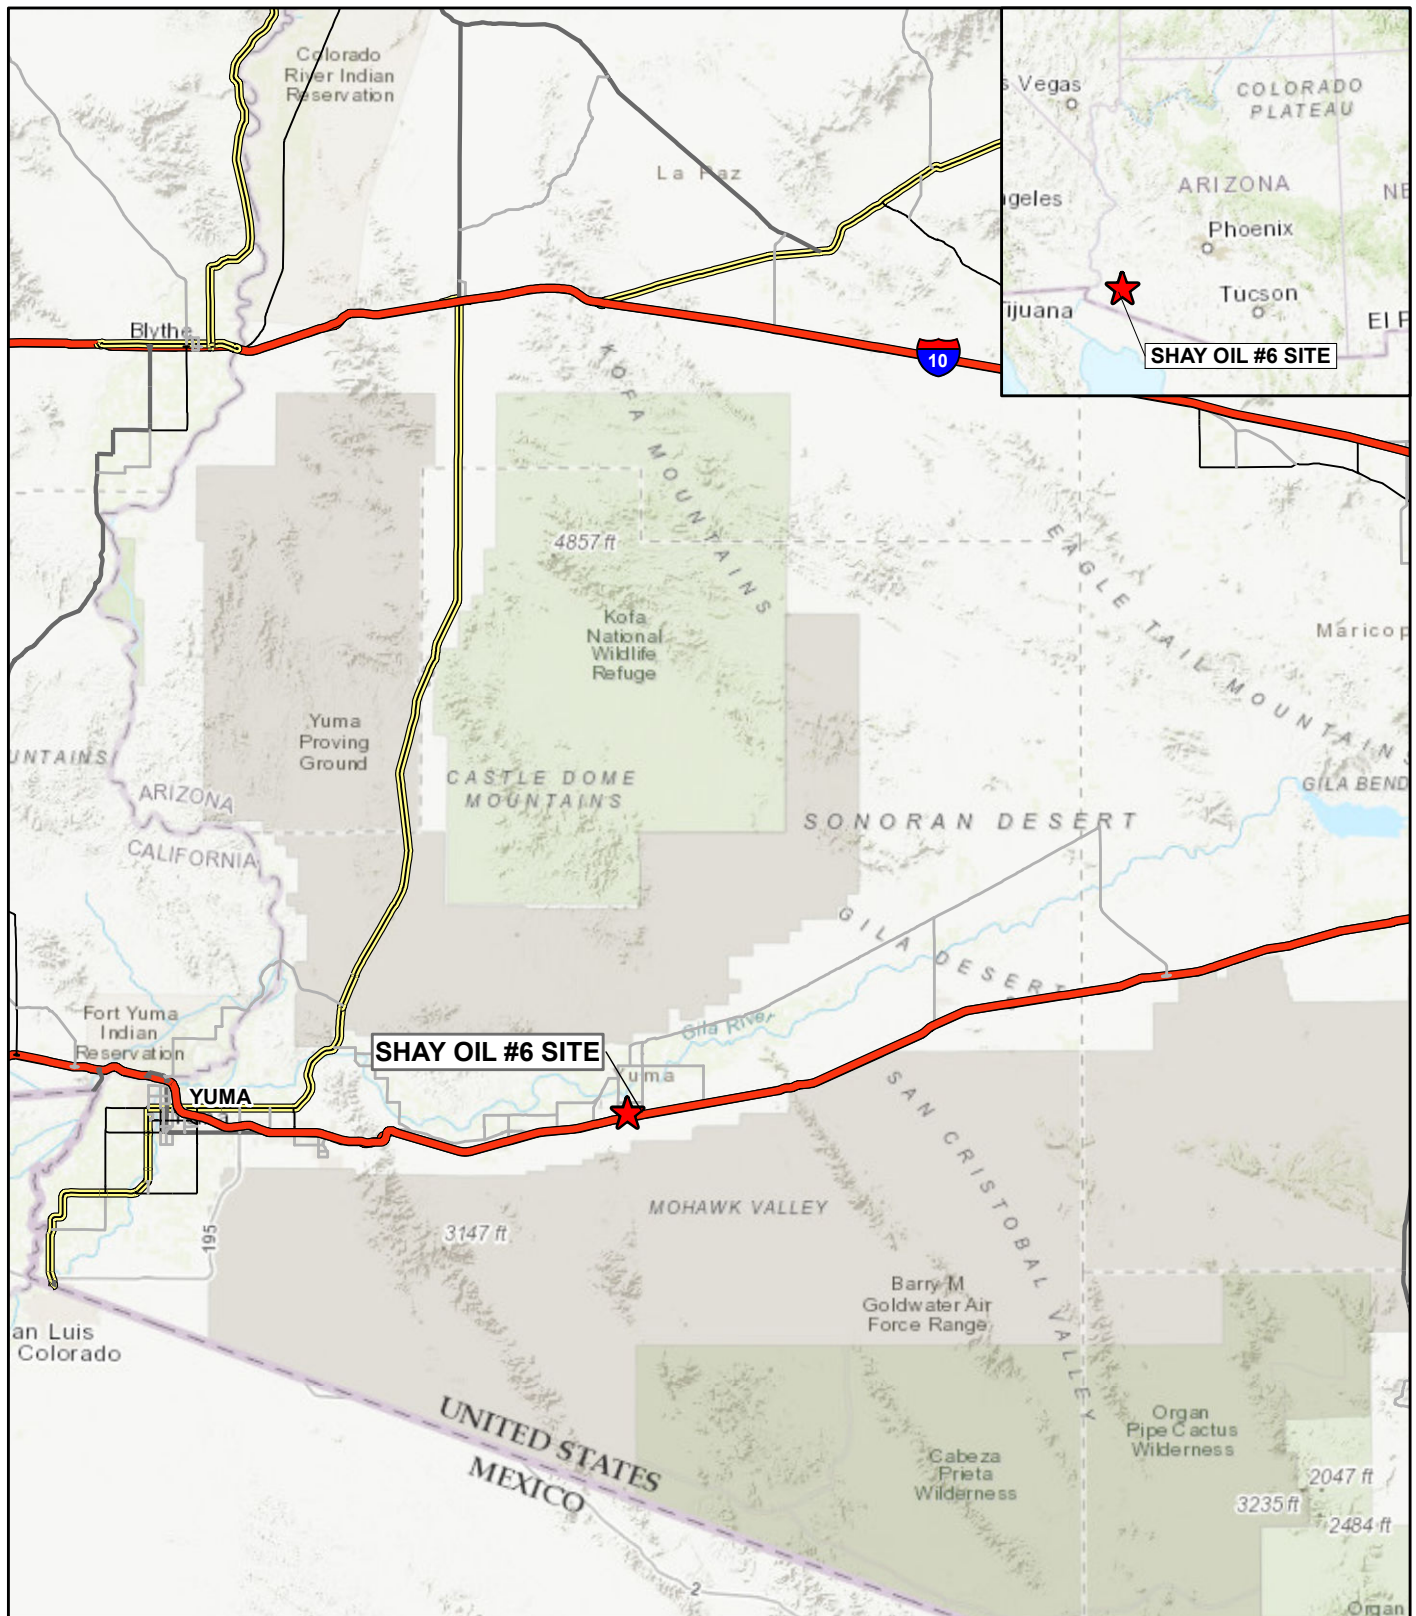 Colorado
River Indian
Reservation
La Paz
s Vegas
COLORADO
PLATEAU
ARIZONA
NE
geles
Phoenix
Tucson
ijuana
El P
SHAY OIL #6 SITE
Blythe
10
KOFA MOUNTAINS
4857 ft
EAGLE TAIL MOUNTAINS
Kofa
National
Wildlife
Refuge
Maricop
Yuma
Proving
Ground
UNTAINS
CASTLE DOME
MOUNTAINS
ARIZONA
CALIFORNIA
GILA BEND
SONORAN DESERT
GILA DESERT
Fort Yuma
Indian
Reservation
Gila River
SHAY OIL #6 SITE
Yuma
YUMA
SAN CRISTOBAL VALLEY
MOHAWK VALLEY
195
3147 ft
Barry M
Goldwater Air
Force Range
an Luis
Colorado
UNITED STATES
MEXICO
Organ
Pipe Cactus
Wilderness
Cabeza
Prieta
Wilderness
2047 ft
3235 ft
2484 ft
2
Organ